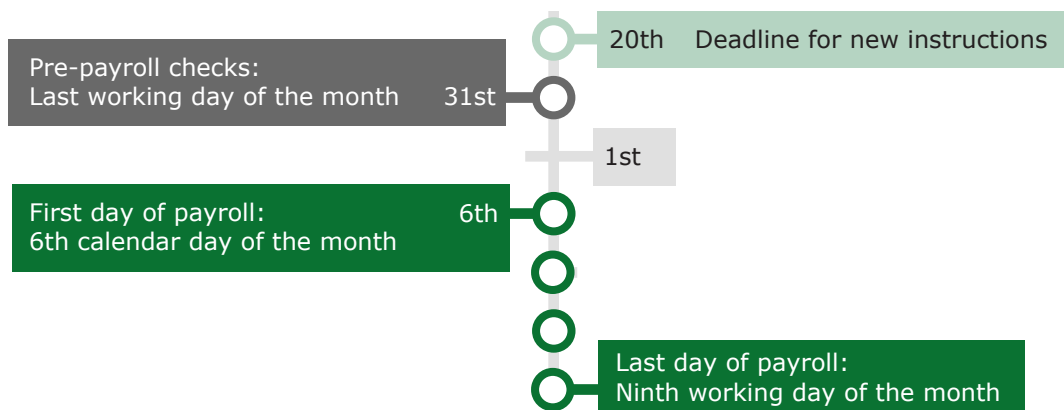 20th Deadline for new instructions
Pre-payroll checks:
Last working day of the month 31st
1st
First day of payroll: 6th
6th calendar day of the month
Last day of payroll:
Ninth working day of the month